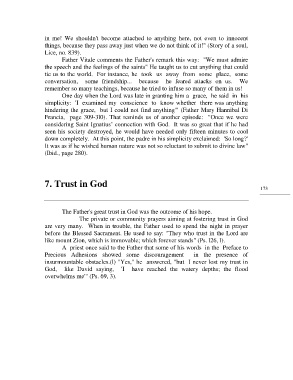 in me! We shouldn't become attached to anything here, not even to innocent
things, because they pass away just when we do not think of it!" (Story of a soul,
Lice, no. 839).
Father Vitale comments the Father's remark this way: "We must admire
the speech and the feelings of the saints" He taught us to cut anything that could
tie us to the world. For instance, he took us away from some place, some
conversation, some friendship... because he feared attacks on us. We
remember so many teachings, because he tried to infuse so many of them in us!
One day when the Lord was late in granting him a grace, he said in his
simplicity: 'I examined my conscience to know whether there was anything
hindering the grace, but I could not finid anything'" (Father Mary Hannibal Di
Francia, page 309-310). That reminds us of another episode: "Once we were
considering Saint Ignatius' connection with God. It was so great that if he had
seen his society destroyed, he would have needed only fifteen minutes to cool
down completely. At this point, the padre in his simplicity exclaimed: 'So long?'
It was as if he wished human nature was not so reluctant to submit to divine law"
(Ibid., page 280).
7. Trust in God
173
The Father's great trust in God was the outcome of his hope.
The private or community prayers aiming at fostering trust in God
are very many. When in trouble, the Father used to spend the night in prayer
before the Blessed Sacrament. He used to say: "They who trust in the Lord are
like mount Zion, which is immovable; which forever stands" (Ps. 126, l).
A priest once said to the Father that some of his words in the Preface to
Precious Adhesions showed some discouragement in the presence of
insurmountable obstacles.(l) "Yes," he answered, "but I never lost my trust in
God, like David saying, 'I have reached the watery depths; the flood
overwhelms me'" (Ps. 69, 3).